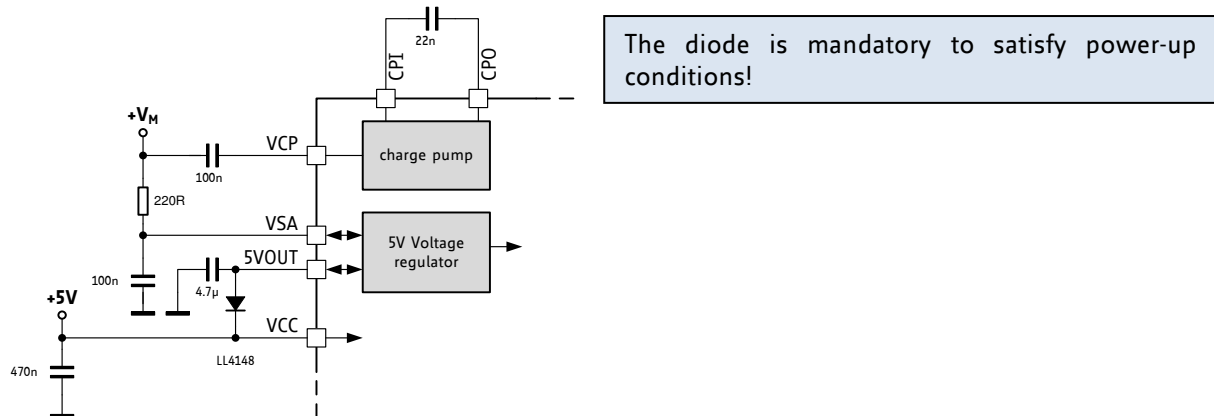 22n
CPI
CPO
The diode is mandatory to satisfy power-up
conditions!
+VM
VCP
charge pump
100n
220R
VSA
5V Voltage
regulator
5VOUT
100n
4.7µ
+5V
VCC
LL4148
470n